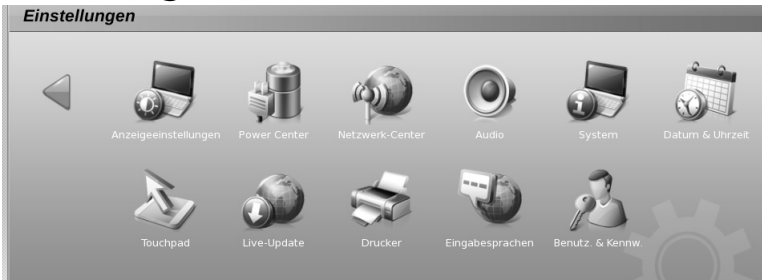 Einstellungen
Anzeigeeinstellungen Power Center Netzwerk-Center Audio System Datum & Uhrzeit
Touchpad Live-Update Drucker Eingabesprachen Benutz. & Kennw.